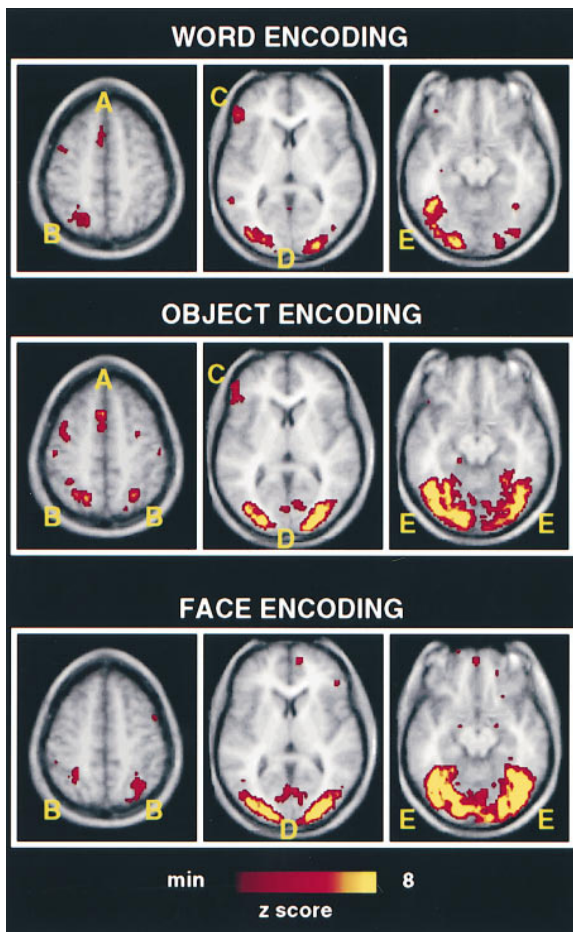 WORD ENCODING
A C
B D E
OBJECT ENCODING
A C
B B D E E
FACE ENCODING
B B D E E
min 8
z score